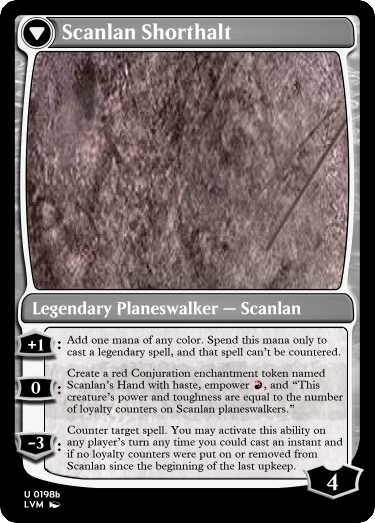 Scanlan Shorthalt
Legendary Planeswalker — Scanlan
+1: Add one mana of any color. Spend this mana only to
cast a legendary spell, and that spell can't be countered.
0: Create a red Conjuration enchantment token named
Scanlan's Hand with haste, empower , and “This
creature's power and toughness are equal to the number
of loyalty counters on Scanlan planeswalkers.”
-3: Counter target spell. You may activate this ability on
any player's turn any time you could cast an instant and
if no loyalty counters were put on or removed from
Scanlan since the beginning of the last upkeep.
4
U 0198b
LVM